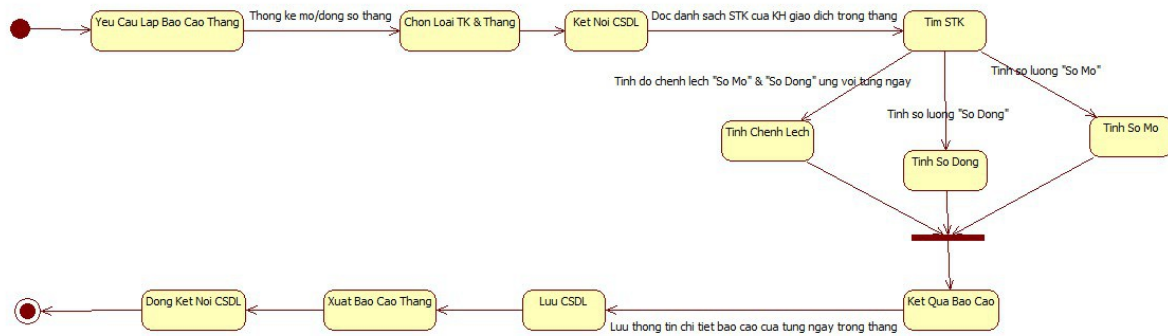 Yeu Cau Lap Bao Cao Thang
Thong ke mo/dong so thang
Chon Loai TK & Thang
Ket Noi CSDL
Doc danh sach STK cua KH giao dich trong thang
Tim STK
Tinh do chenh lech "So Mo" & "So Dong" ung voi tung ngay
Tinh so luong "So Dong"
Tinh so luong "So Mo"
Tinh Chenh Lech
Tinh So Dong
Tinh So Mo
Ket Qua Bao Cao
Luu thong tin chi tiet bao cao cua tung ngay trong thang
Luu CSDL
Xuat Bao Cao Thang
Dong Ket Noi CSDL